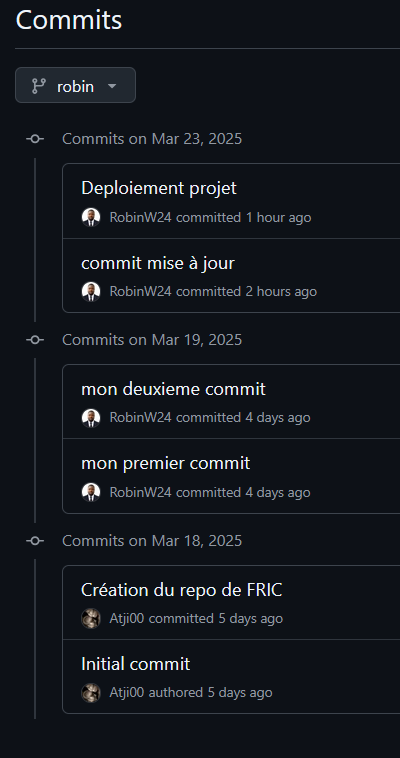 Commits
robin
Commits on Mar 23, 2025
Deploiement projet
RobinW24 committed 1 hour ago
commit mise à jour
RobinW24 committed 2 hours ago
Commits on Mar 19, 2025
mon deuxieme commit
RobinW24 committed 4 days ago
mon premier commit
RobinW24 committed 4 days ago
Commits on Mar 18, 2025
Création du repo de FRIC
Atji00 committed 5 days ago
Initial commit
Atji00 authored 5 days ago